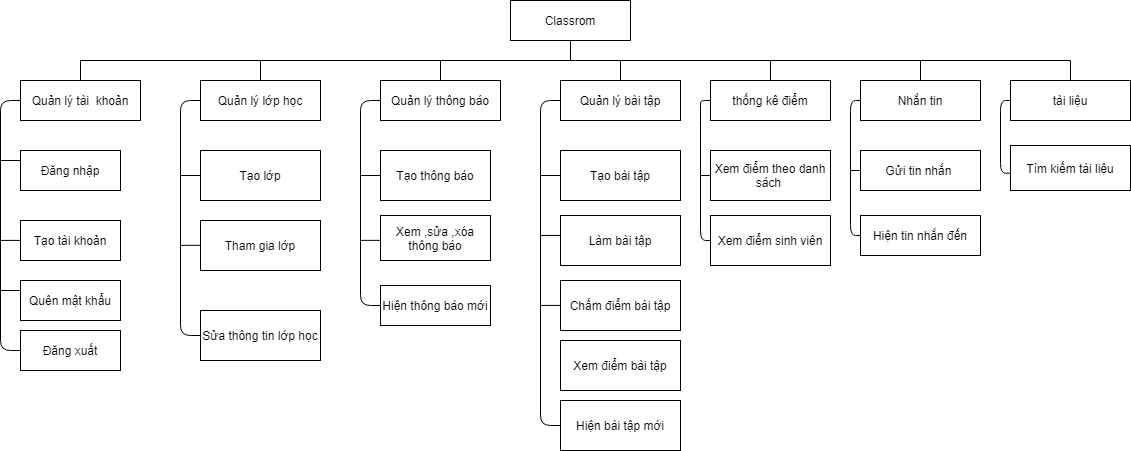 Classrom
Quản lý tài khoản
Đăng nhập
Tạo tài khoản
Quên mật khẩu
Đăng xuất
Quản lý lớp học
Tạo lớp
Tham gia lớp
Sửa thông tin lớp học
Quản lý thông báo
Tạo thông báo
Xem ,sửa ,xóa
thông báo
Hiện thông báo mới
Quản lý bài tập
Tạo bài tập
Làm bài tập
Chấm điểm bài tập
Xem điểm bài tập
Hiện bài tập mới
thống kê điểm
Xem điểm theo danh
sách
Xem điểm sinh viên
Nhắn tin
Gửi tin nhắn
Hiện tin nhắn đến
tài liệu
Tìm kiếm tài liệu